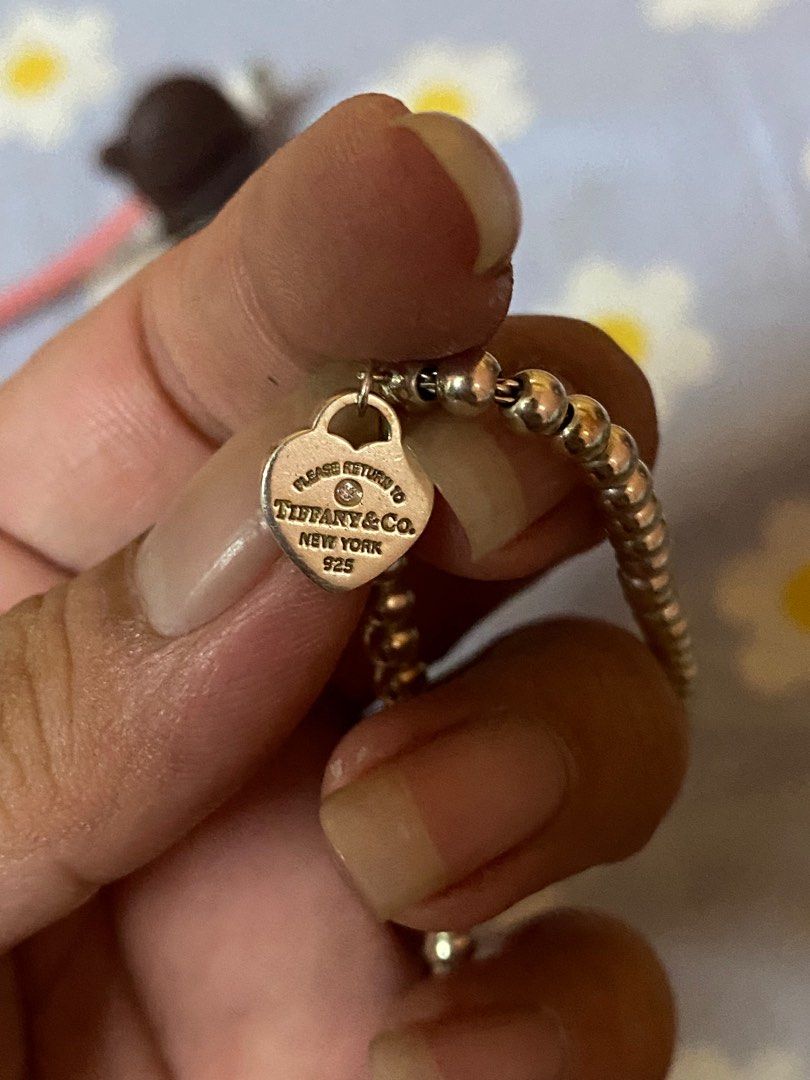 PLEASE RETURN TO
TIFFANY & CO.
NEW YORK
925